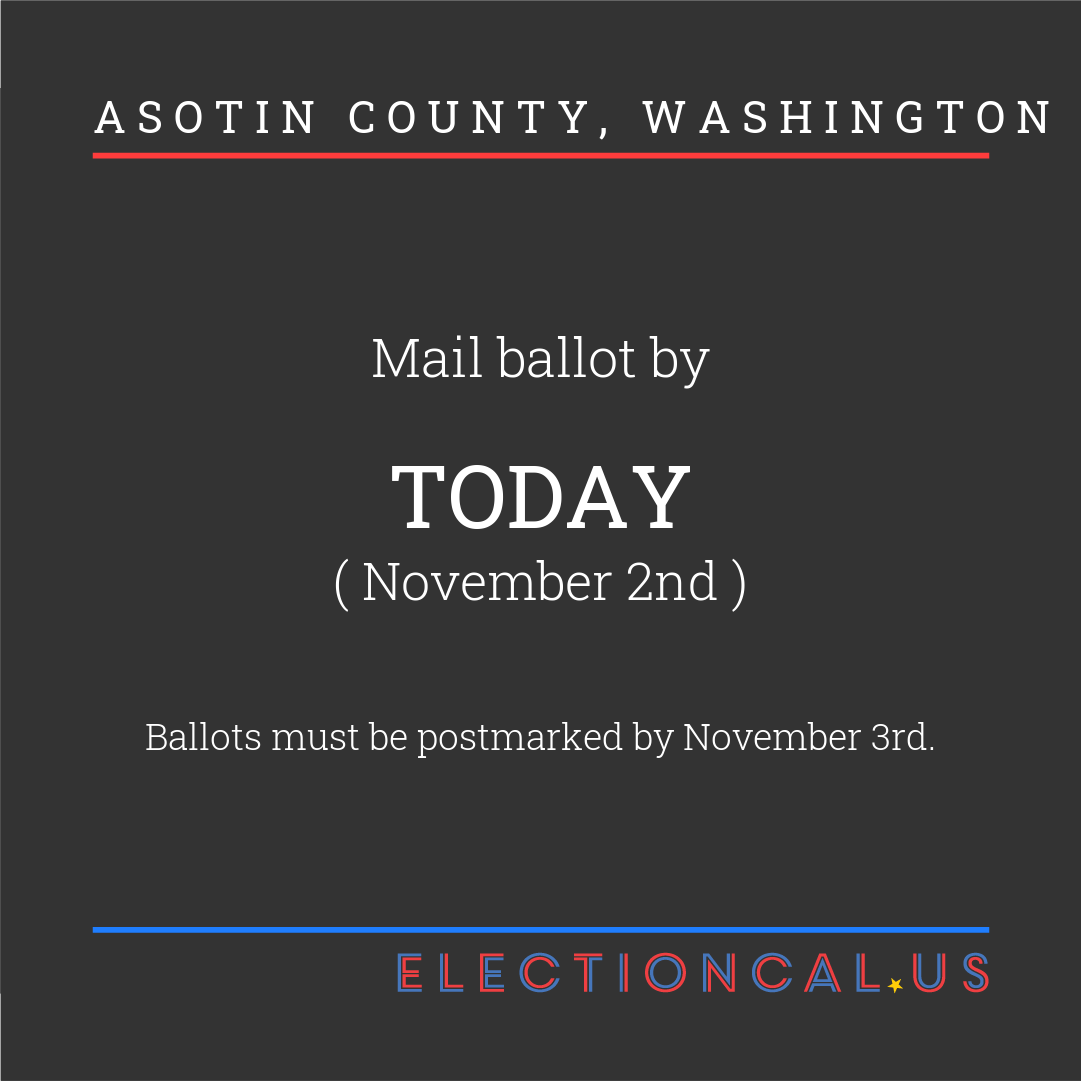 ASOTIN COUNTY, WASHINGTON
Mail ballot by
TODAY
( November 2nd )
Ballots must be postmarked by November 3rd.
ELECTIONCAL.US